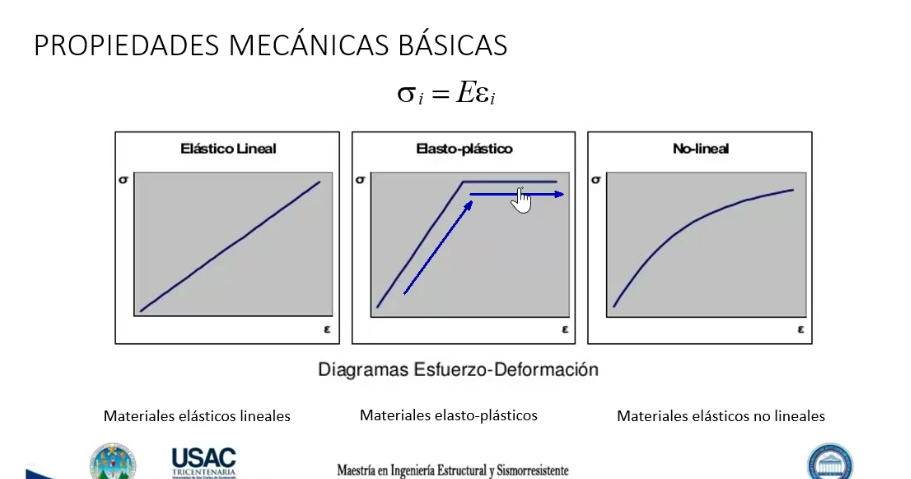 PROPIEDADES MECÁNICAS BÁSICAS
σi = Eεi
Elástico Lineal
Elasto-plástico
No-lineal
σ
σ
σ
ε
ε
ε
Diagramas Esfuerzo-Deformación
Materiales elásticos lineales
Materiales elasto-plásticos
Materiales elásticos no lineales
USAC
TRICENTENARIA
Maestría en Ingeniería Estructural y Sismorresistente